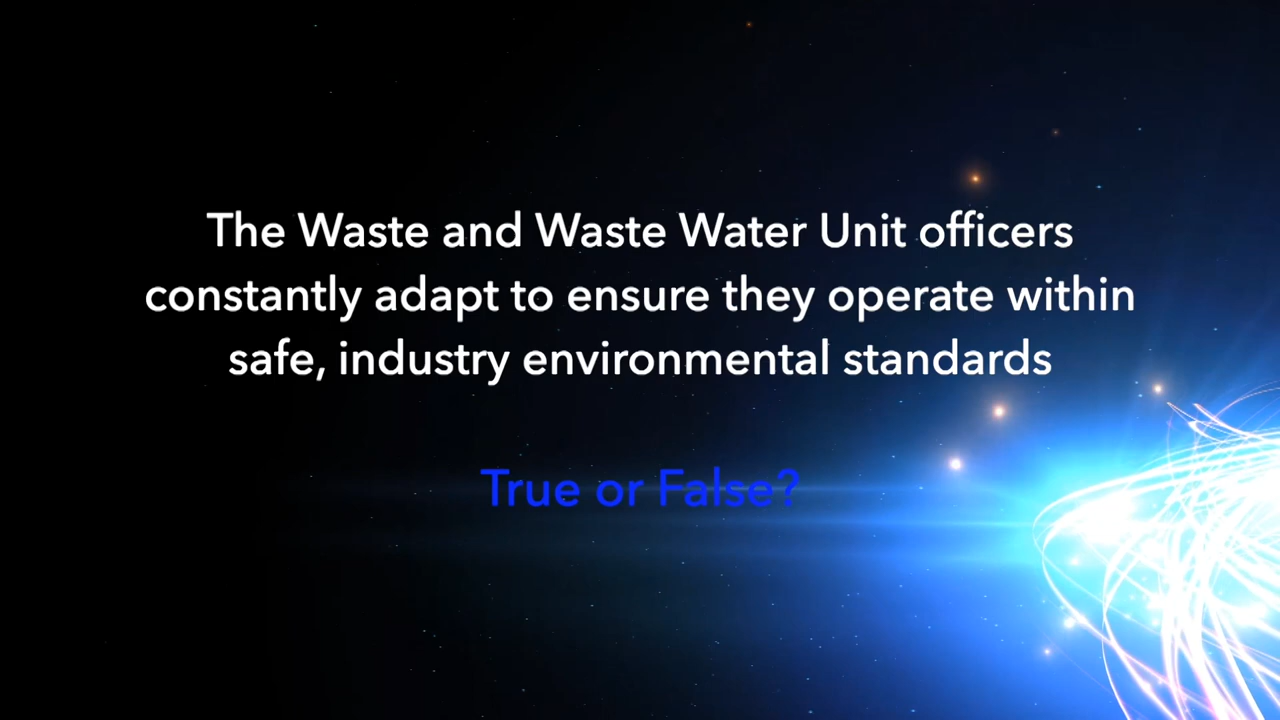 The Waste and Waste Water Unit officers
constantly adapt to ensure they operate within
safe, industry environmental standards
True or False?